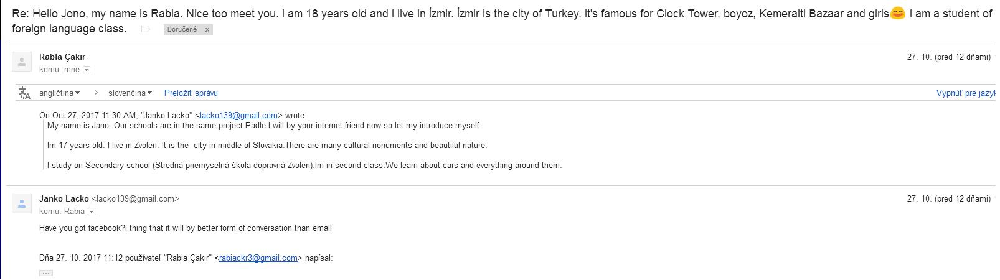 Re: Hello Jono, my name is Rabia. Nice too meet you. I am 18 years old and I live in İzmir. İzmir is the city of Turkey. It's famous for Clock Tower, boyoz, Kemeralti Bazaar and girls😊 I am a student of
foreign language class. Doručené x
Rabia Çakır 27. 10. (pred 12 dňami)
komu: mne
angličtina > slovenčina Preložiť správu Vypnúť pre jazyk
On Oct 27, 2017 11:30 AM, "Janko Lacko" <lacko139@gmail.com> wrote:
My name is Jano. Our schools are in the same project Padle.I will by your internet friend now so let my introduce myself.
Im 17 years old. I live in Zvolen. It is the city in middle of Slovakia.There are many cultural nonuments and beautiful nature.
I study on Secondary school (Stredná priemyselná škola dopravná Zvolen).Im in second class.We learn about cars and everything around them.
Janko Lacko <lacko139@gmail.com> 27. 10. (pred 12 dňami)
komu: Rabia
Have you got facebook?i thing that it will by better form of conversation than email
Dňa 27. 10. 2017 11:12 používateľ "Rabia Çakır" <rabiackr3@gmail.com> napísal:
...